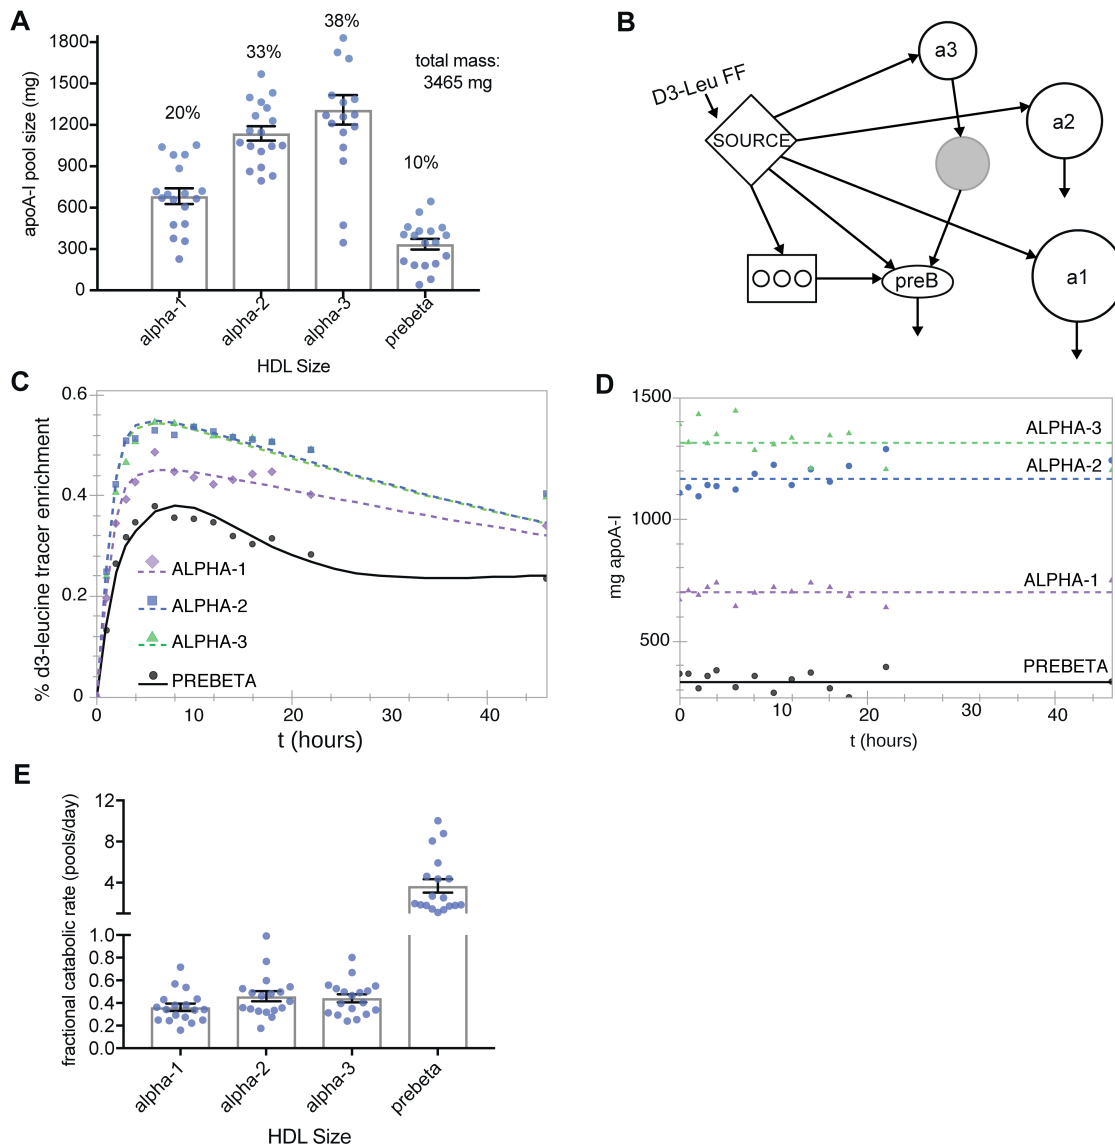 A
apoA-I pool size (mg)
1800
1500
1200
900
600
300
0
20%
33%
38%
10%
total mass:
3465 mg
alpha-1
alpha-2
alpha-3
prebeta
HDL Size
B
D3-Leu FF
SOURCE
a3
a2
a1
preB
C
% d3-leucine tracer enrichment
0.6
0.4
0.2
0
ALPHA-1
ALPHA-2
ALPHA-3
PREBETA
0
10
20
30
40
t (hours)
D
mg apoA-I
1500
1000
500
ALPHA-3
ALPHA-2
ALPHA-1
PREBETA
0
10
20
30
40
t (hours)
E
fractional catabolic rate (pools/day)
12
8
4
1.0
0.8
0.6
0.4
0.2
0.0
alpha-1
alpha-2
alpha-3
prebeta
HDL Size